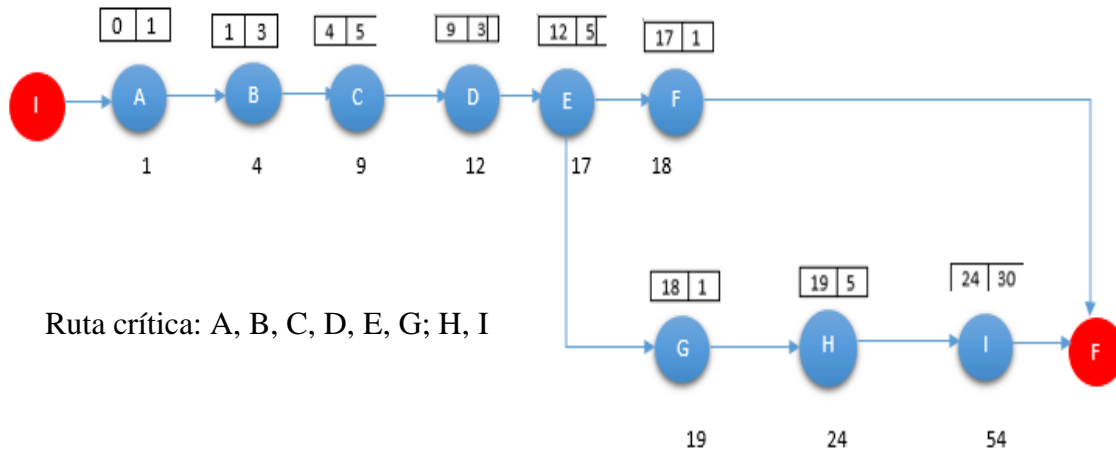 0 1 1 3 4 5 9 3 12 5 17 1
I A B C D E F
1 4 9 12 17 18
18 1 19 5 24 30
Ruta crítica: A, B, C, D, E, G; H, I
G H I F
19 24 54